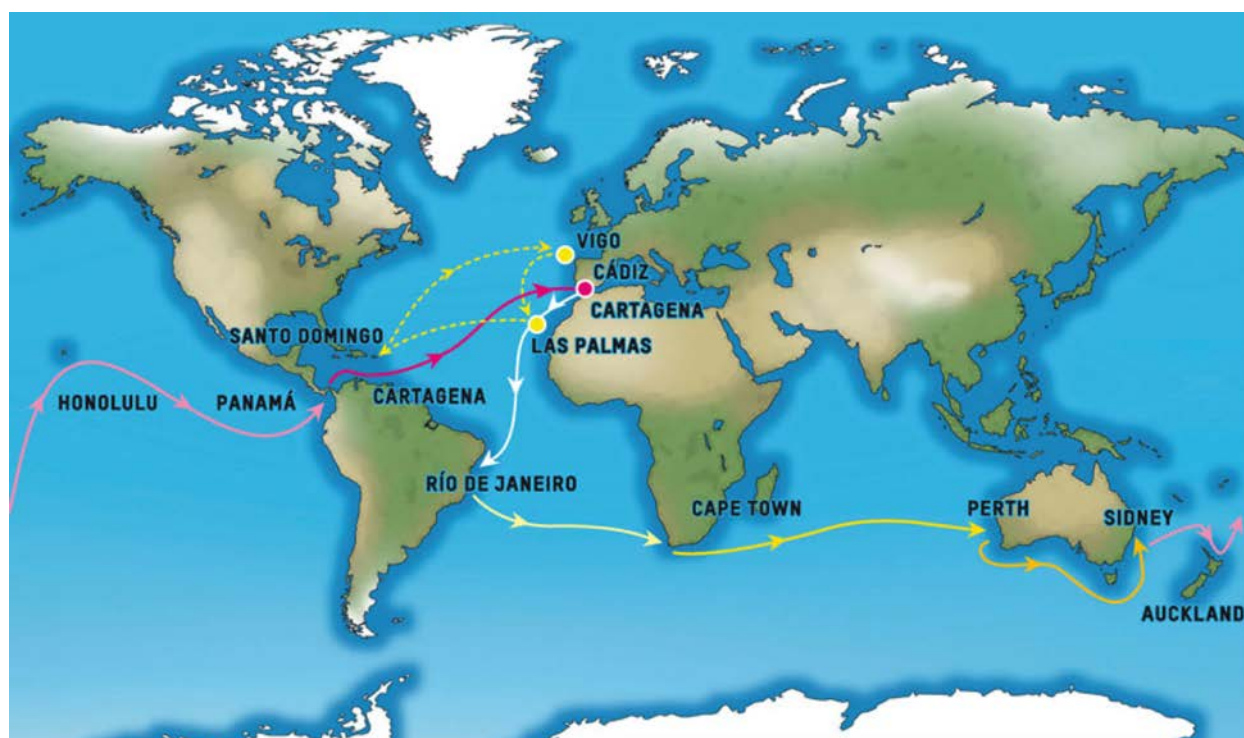 VIGO
CÁDIZ
CARTAGENA
SANTO DOMINGO
LAS PALMAS
HONOLULU
PANAMÁ
CARTAGENA
RÍO DE JANEIRO
CAPE TOWN
PERTH
SIDNEY
AUCKLAND